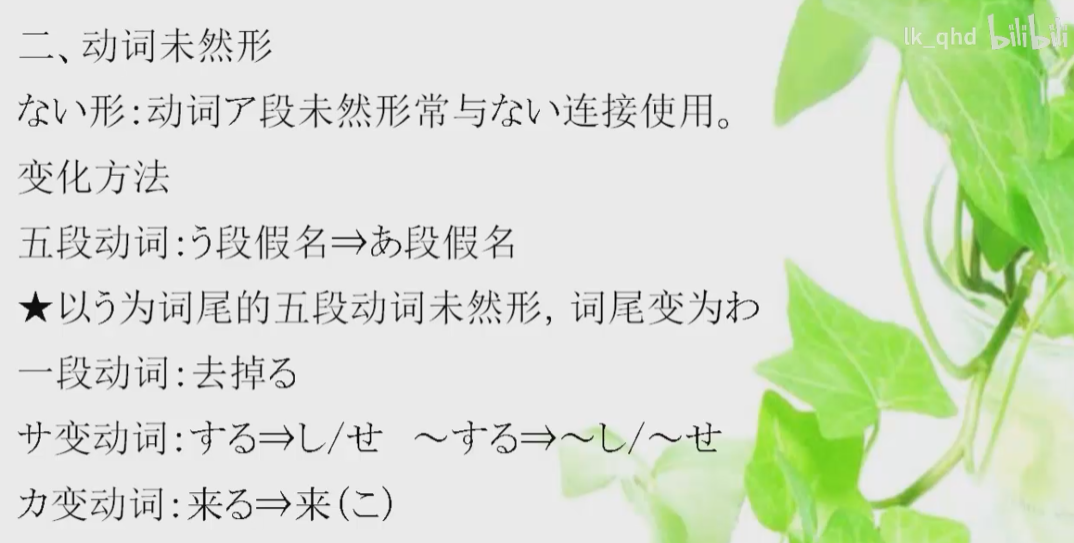 lk_qhd bilibili
二、动词未然形
ない形:动词ア段未然形常与ない连接使用。
变化方法
五段动词:う段假名⇒あ段假名
★以う为词尾的五段动词未然形, 词尾变为わ
一段动词:去掉る
サ变动词:する⇒し/せ ～する⇒～し/～せ
カ变动词:来る⇒来(こ)